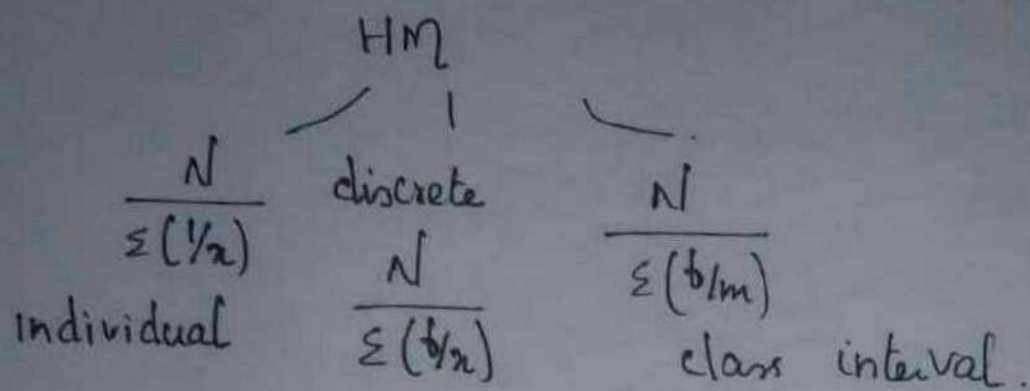 HM
N/Σ(1/x)
individual
discrete
N/Σ(f/x)
N/Σ(f/m)
class interval.